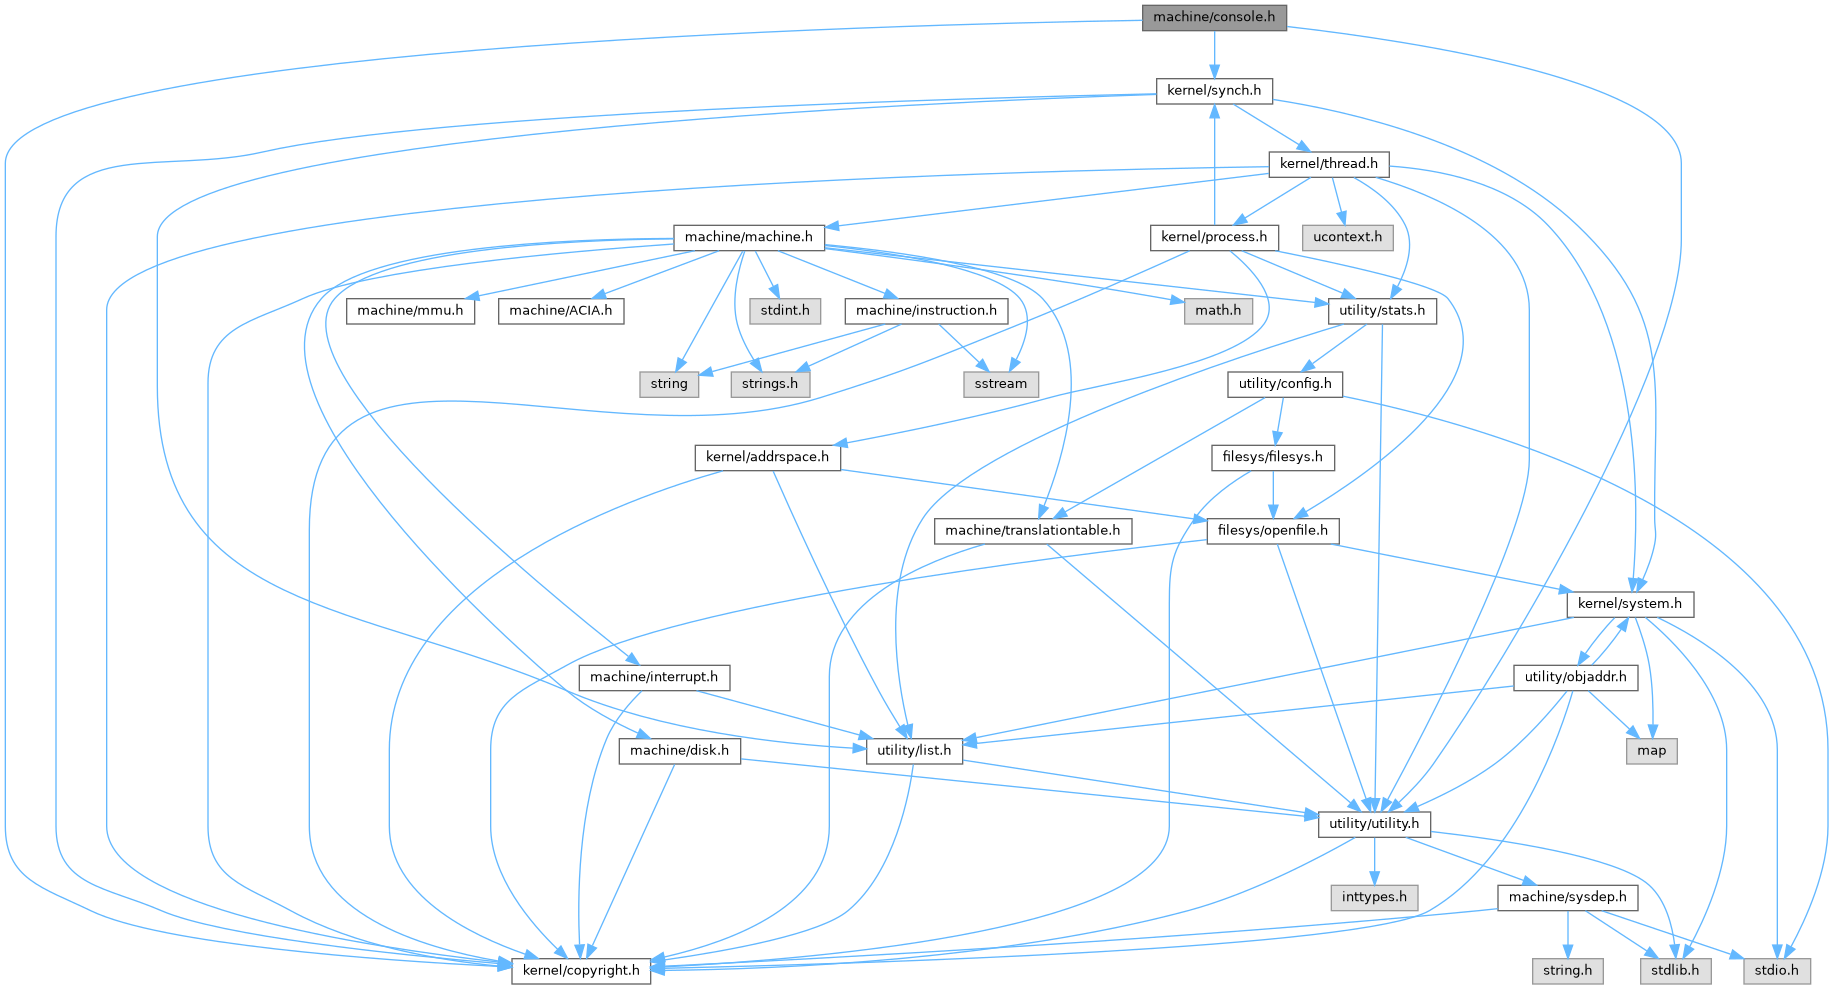 machine/console.h
kernel/synch.h
kernel/thread.h
machine/machine.h
kernel/process.h
ucontext.h
machine/mmu.h
machine/ACIA.h
stdint.h
machine/instruction.h
math.h
utility/stats.h
string
strings.h
sstream
utility/config.h
kernel/addrspace.h
filesys/filesys.h
machine/translationtable.h
filesys/openfile.h
kernel/system.h
machine/interrupt.h
utility/objaddr.h
machine/disk.h
utility/list.h
map
utility/utility.h
inttypes.h
machine/sysdep.h
kernel/copyright.h
string.h
stdlib.h
stdio.h